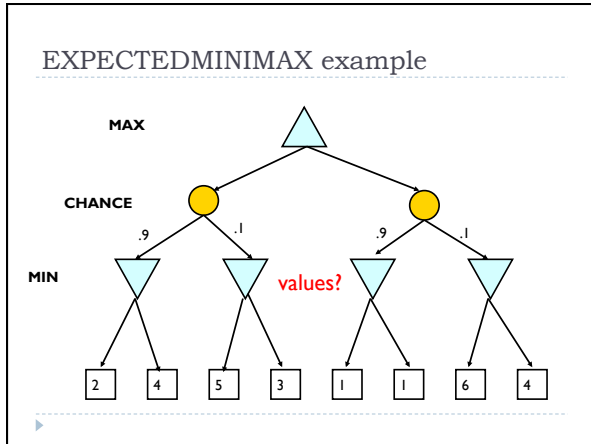 EXPECTEDMINIMAX example
MAX
CHANCE
.9 .1 .9 .1
MIN
values?
2 4 5 3 1 1 6 4